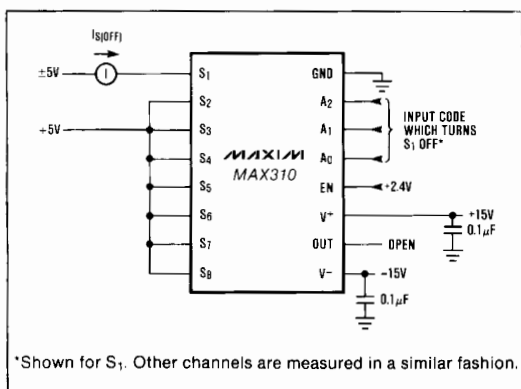 IS(OFF)
±5V
I
+5V
S1
S2
S3
S4
S5
S6
S7
S8
MAXIM
MAX310
GND
A2
A1
A0
EN
V+
OUT
V−
INPUT CODE
WHICH TURNS
S1 OFF*
+2.4V
+15V
0.1μF
OPEN
−15V
0.1μF
*Shown for S1. Other channels are measured in a similar fashion.